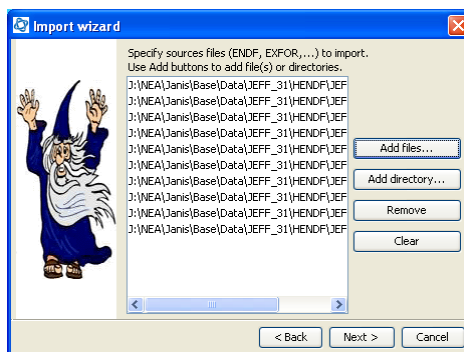 Import wizard
Specify sources files (ENDF, EXFOR,...) to import.
Use Add buttons to add file(s) or directories.
J:\NEA\Janis\Base\Data\JEFF_31\HENDF\JEF
J:\NEA\Janis\Base\Data\JEFF_31\HENDF\JEF
J:\NEA\Janis\Base\Data\JEFF_31\HENDF\JEF
J:\NEA\Janis\Base\Data\JEFF_31\HENDF\JEF
J:\NEA\Janis\Base\Data\JEFF_31\HENDF\JEF
J:\NEA\Janis\Base\Data\JEFF_31\HENDF\JEF
J:\NEA\Janis\Base\Data\JEFF_31\HENDF\JEF
J:\NEA\Janis\Base\Data\JEFF_31\HENDF\JEF
J:\NEA\Janis\Base\Data\JEFF_31\HENDF\JEF
J:\NEA\Janis\Base\Data\JEFF_31\HENDF\JEF
Add files...
Add directory...
Remove
Clear
< Back
Next >
Cancel